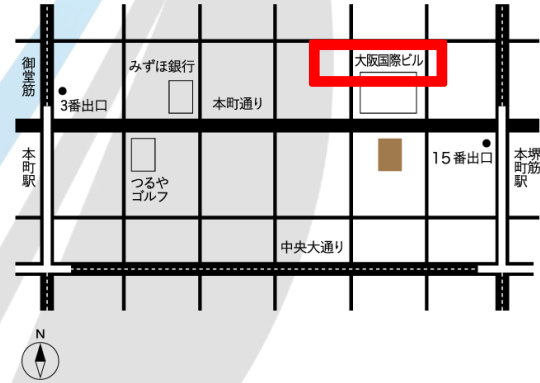 御堂筋
みずほ銀行
大阪国際ビル
3番出口
本町通り
本町駅
15番出口
堺筋
本町駅
つるや
ゴルフ
中央大通り
N